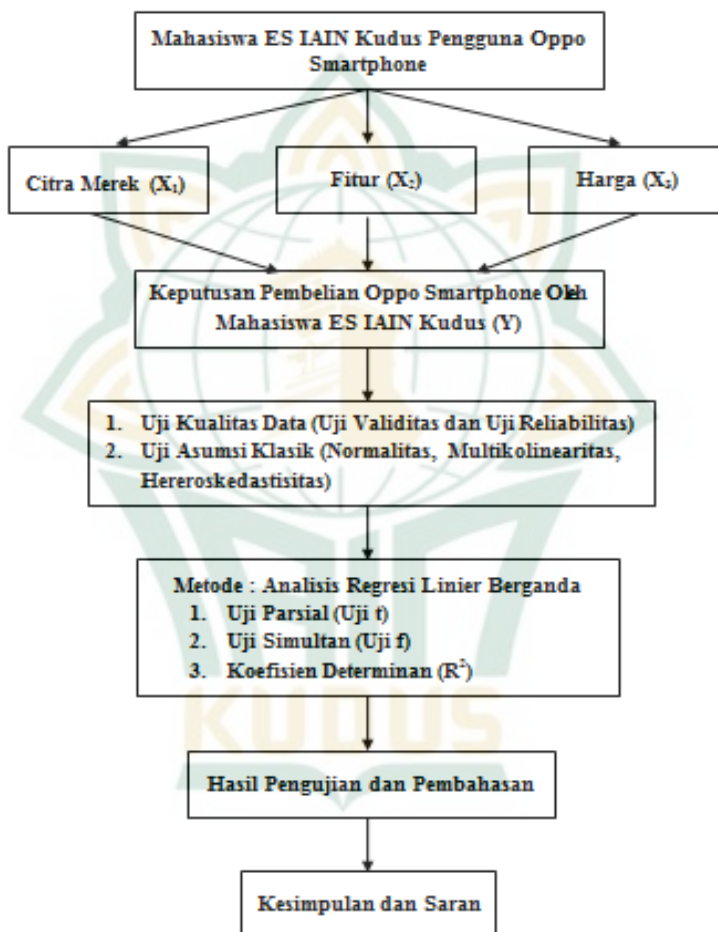 Mahasiswa ES IAIN Kudus Pengguna Oppo
Smartphone
Citra Merek (X₁)
Fitur (X₂)
Harga (X₃)
Keputusan Pembelian Oppo Smartphone Oleh
Mahasiswa ES IAIN Kudus (Y)
1. Uji Kualitas Data (Uji Validitas dan Uji Reliabilitas)
2. Uji Asumsi Klasik (Normalitas, Multikolinearitas,
Hereroskedastisitas)
Metode : Analisis Regresi Linier Berganda
1. Uji Parsial (Uji t)
2. Uji Simultan (Uji f)
3. Koefisien Determinan (R²)
KUDUS
Hasil Pengujian dan Pembahasan
Kesimpulan dan Saran